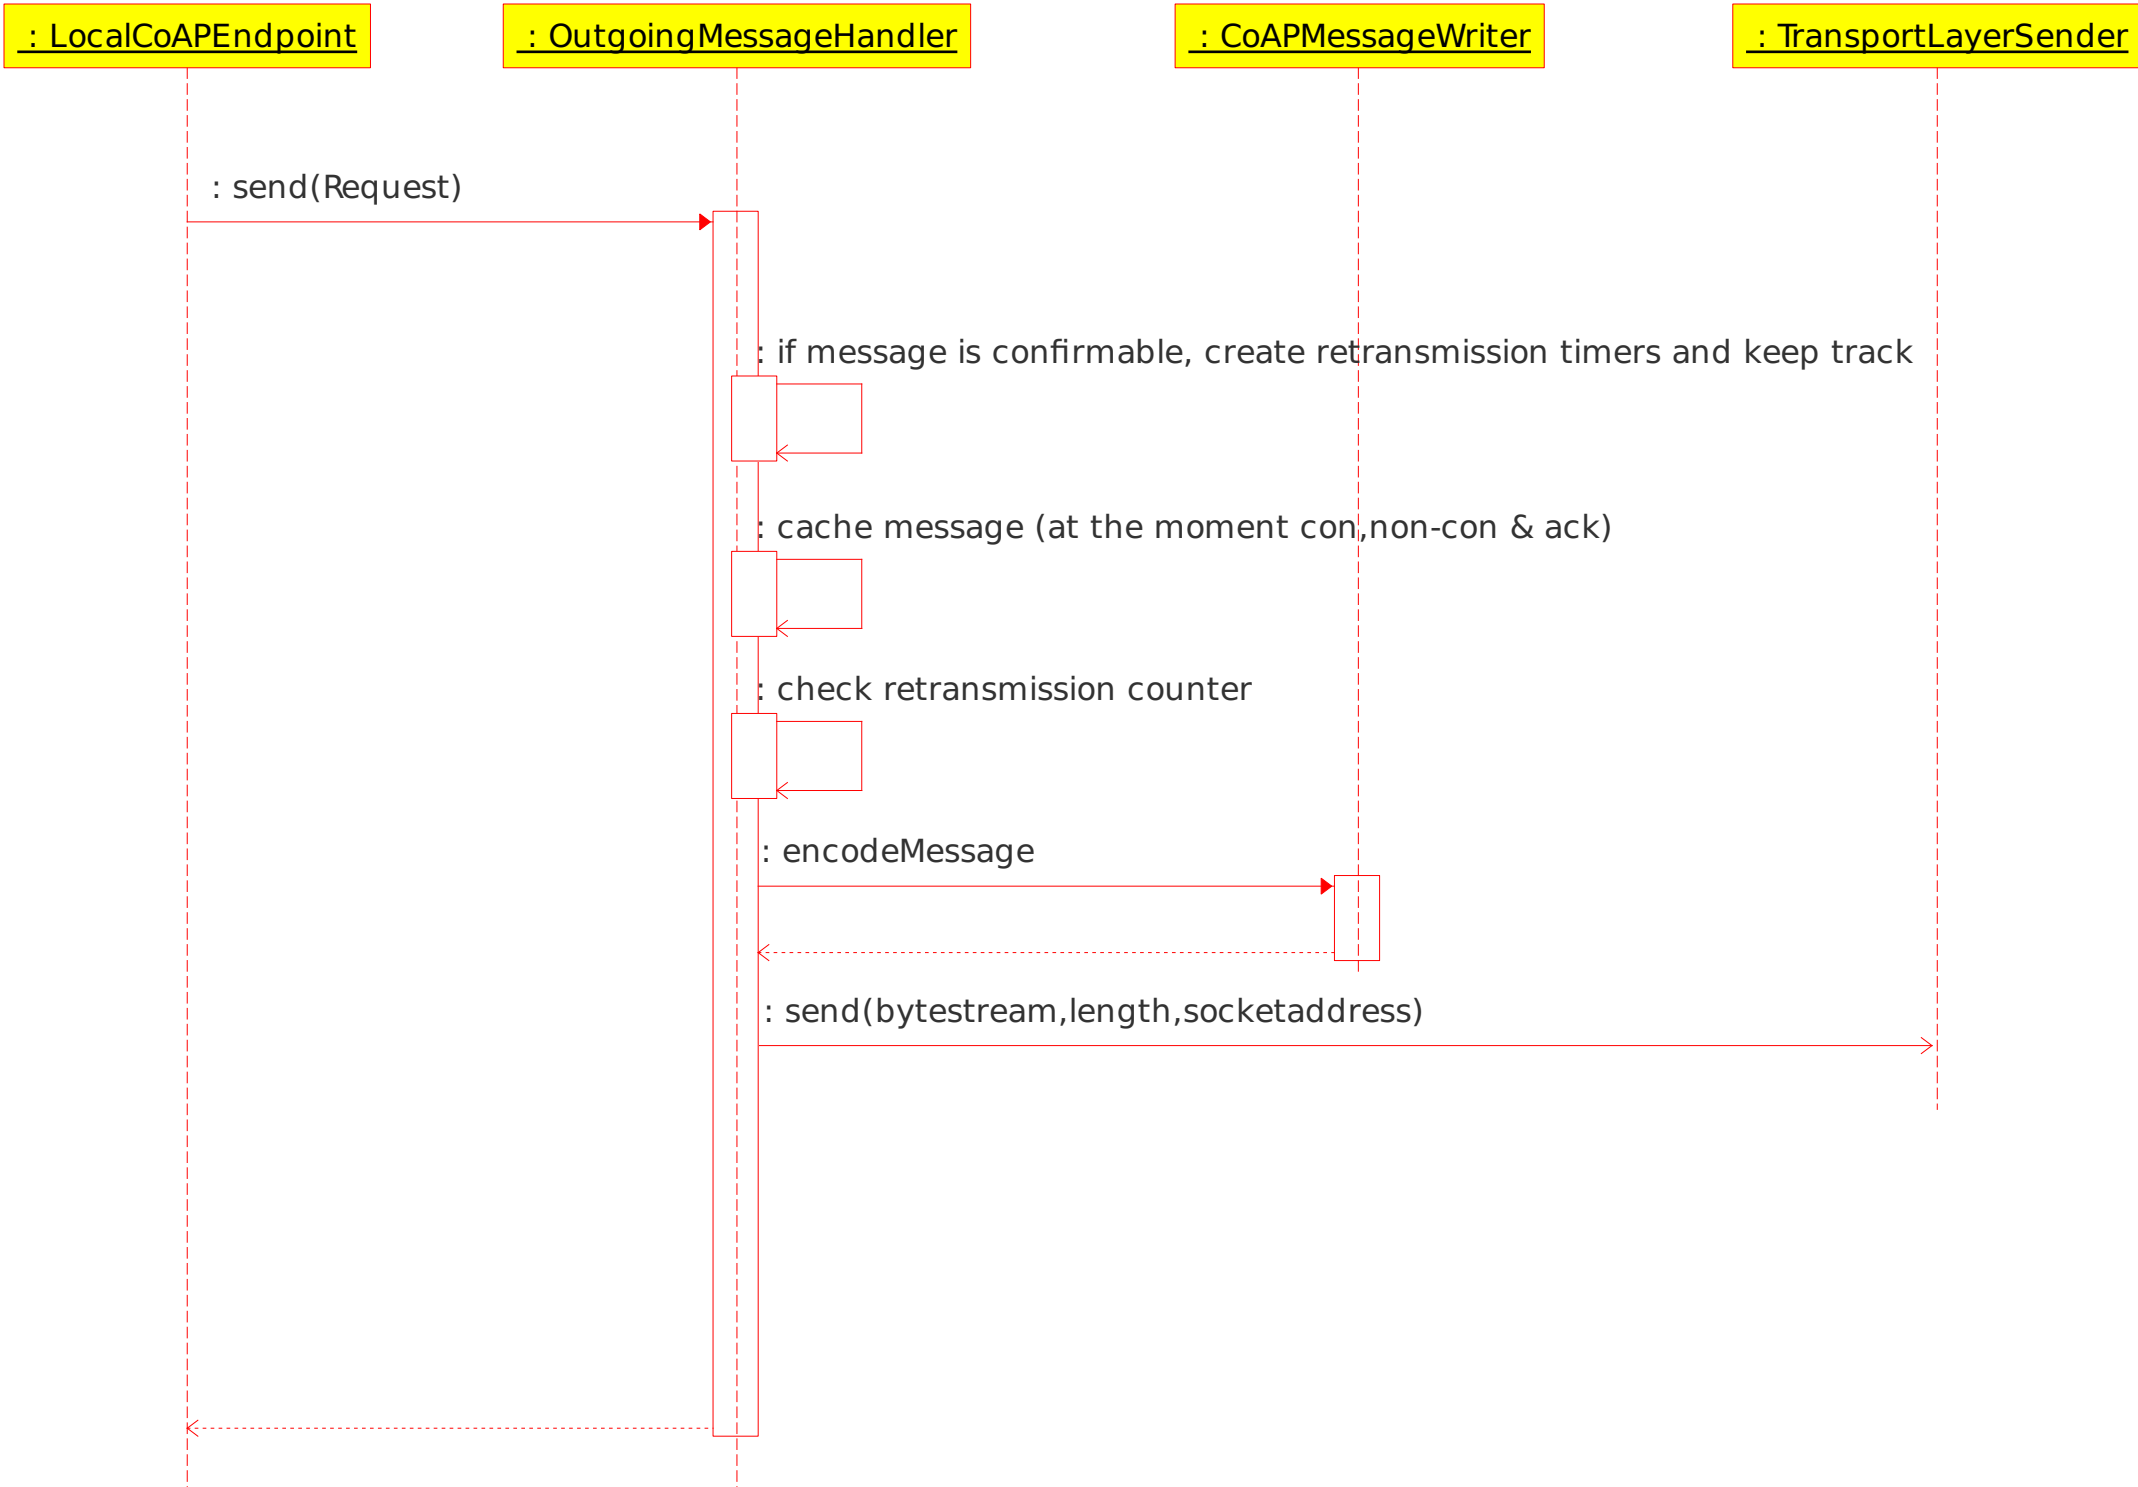 : LocalCoAPEndpoint
: OutgoingMessageHandler
: CoAPMessageWriter
: TransportLayerSender
: send(Request)
: if message is confirmable, create retransmission timers and keep track
: cache message (at the moment con,non-con & ack)
: check retransmission counter
: encodeMessage
: send(bytestream,length,socketaddress)